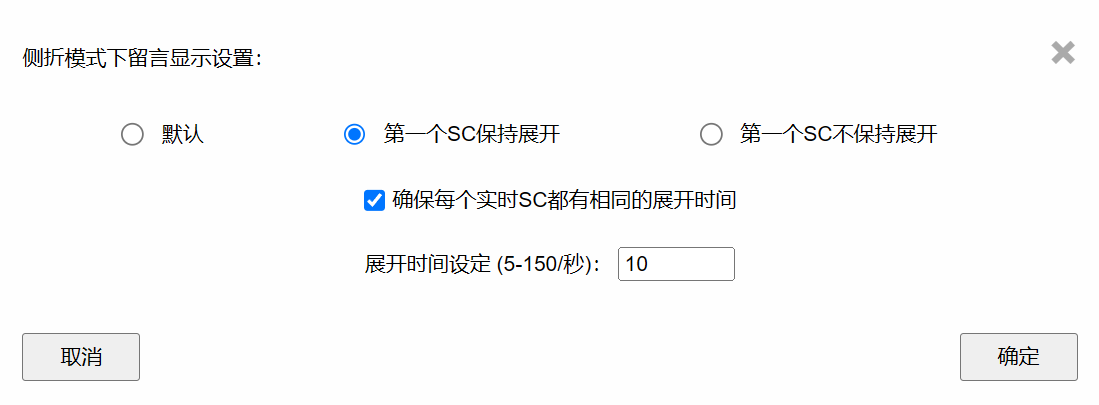 侧折模式下留言显示设置：
默认 第一个SC保持展开 第一个SC不保持展开
确保每个实时SC都有相同的展开时间
展开时间设定 (5-150/秒)： 10
取消 确定